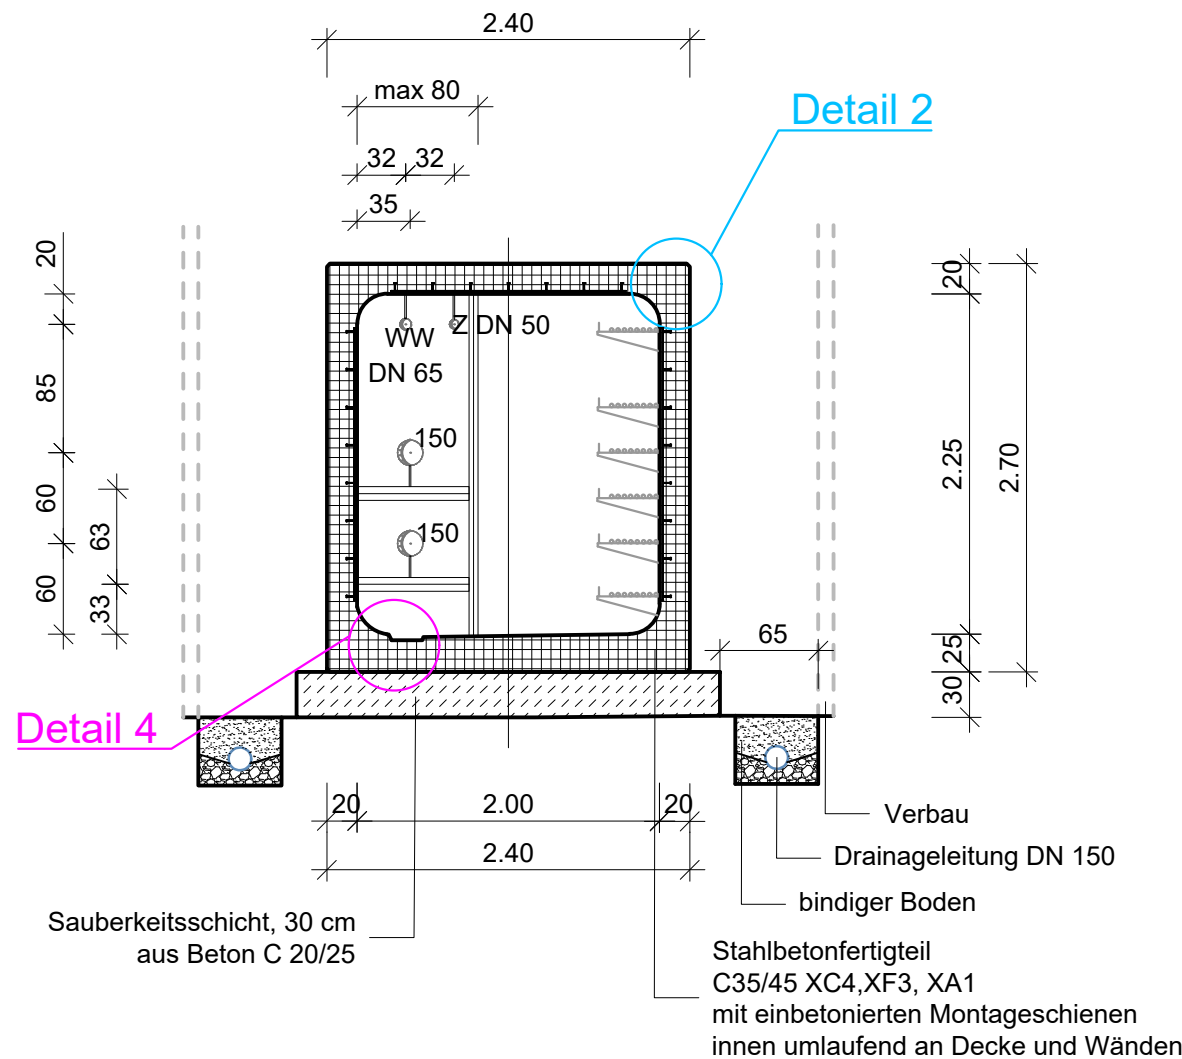 2.40
max 80
Detail 2
32
32
35
20
20
WW
Z DN 50
DN 65
85
150
2.25
2.70
60
63
150
60
33
65
25
30
Detail 4
20
2.00
20
2.40
Verbau
Drainageleitung DN 150
bindiger Boden
Sauberkeitsschicht, 30 cm
aus Beton C 20/25
Stahlbetonfertigteil
C35/45 XC4,XF3, XA1
mit einbetonierten Montageschienen
innen umlaufend an Decke und Wänden